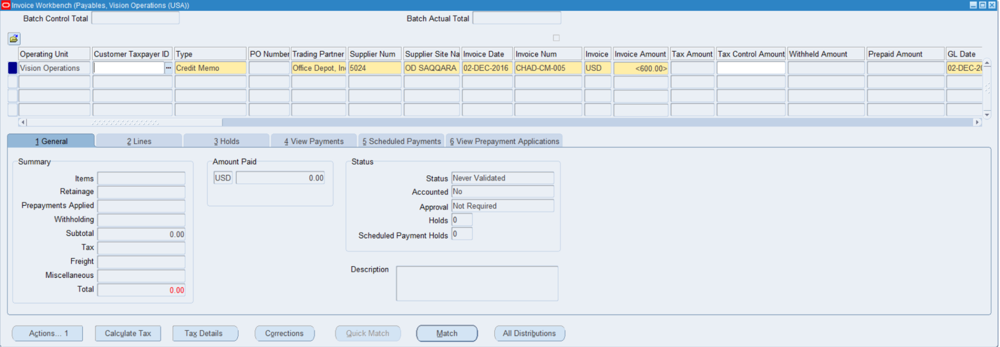 Invoice Workbench (Payables, Vision Operations (USA))
Batch Control Total
Batch Actual Total
Operating Unit Customer Taxpayer ID Type PO Number Trading Partner Supplier Num Supplier Site Na Invoice Date Invoice Num Invoice Invoice Amount Tax Amount Tax Control Amount Withheld Amount Prepaid Amount GL Date
Vision Operations ... Credit Memo Office Depot, In 5024 OD SAQQARA 02-DEC-2016 CHAD-CM-005 USD <600.00> 02-DEC-20
1 General 2 Lines 3 Holds 4 View Payments 5 Scheduled Payments 6 View Prepayment Applications
Summary
Items
Retainage
Prepayments Applied
Withholding
Subtotal 0.00
Tax
Freight
Miscellaneous
Total 0.00
Amount Paid
USD 0.00
Status
Status Never Validated
Accounted No
Approval Not Required
Holds 0
Scheduled Payment Holds 0
Description
Actions... 1 Calculate Tax Tax Details Corrections Quick Match Match All Distributions